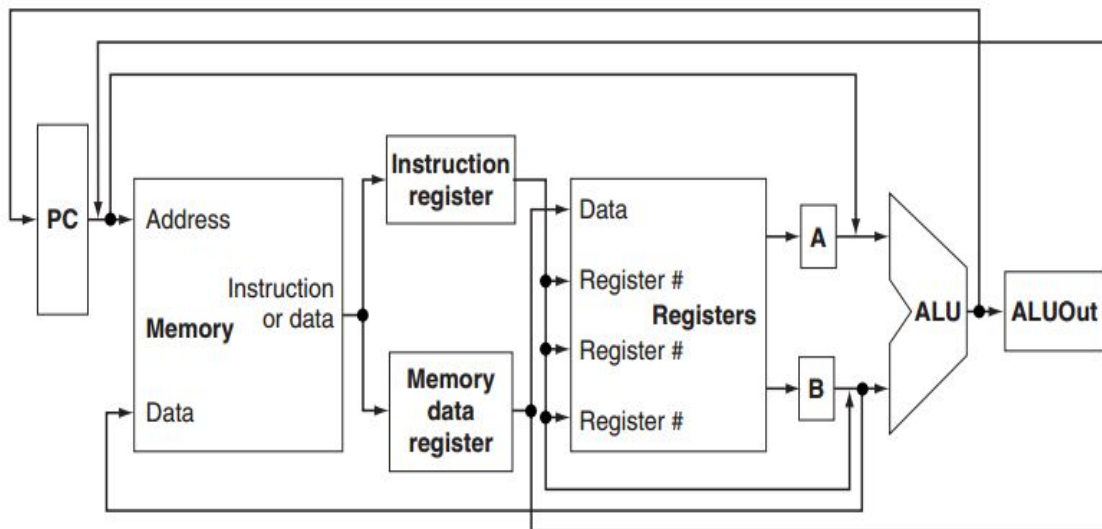 PC
Address
Instruction
or data
Memory
Data
Instruction
register
Memory
data
register
Data
Register #
Registers
Register #
Register #
A
B
ALU
ALUOut